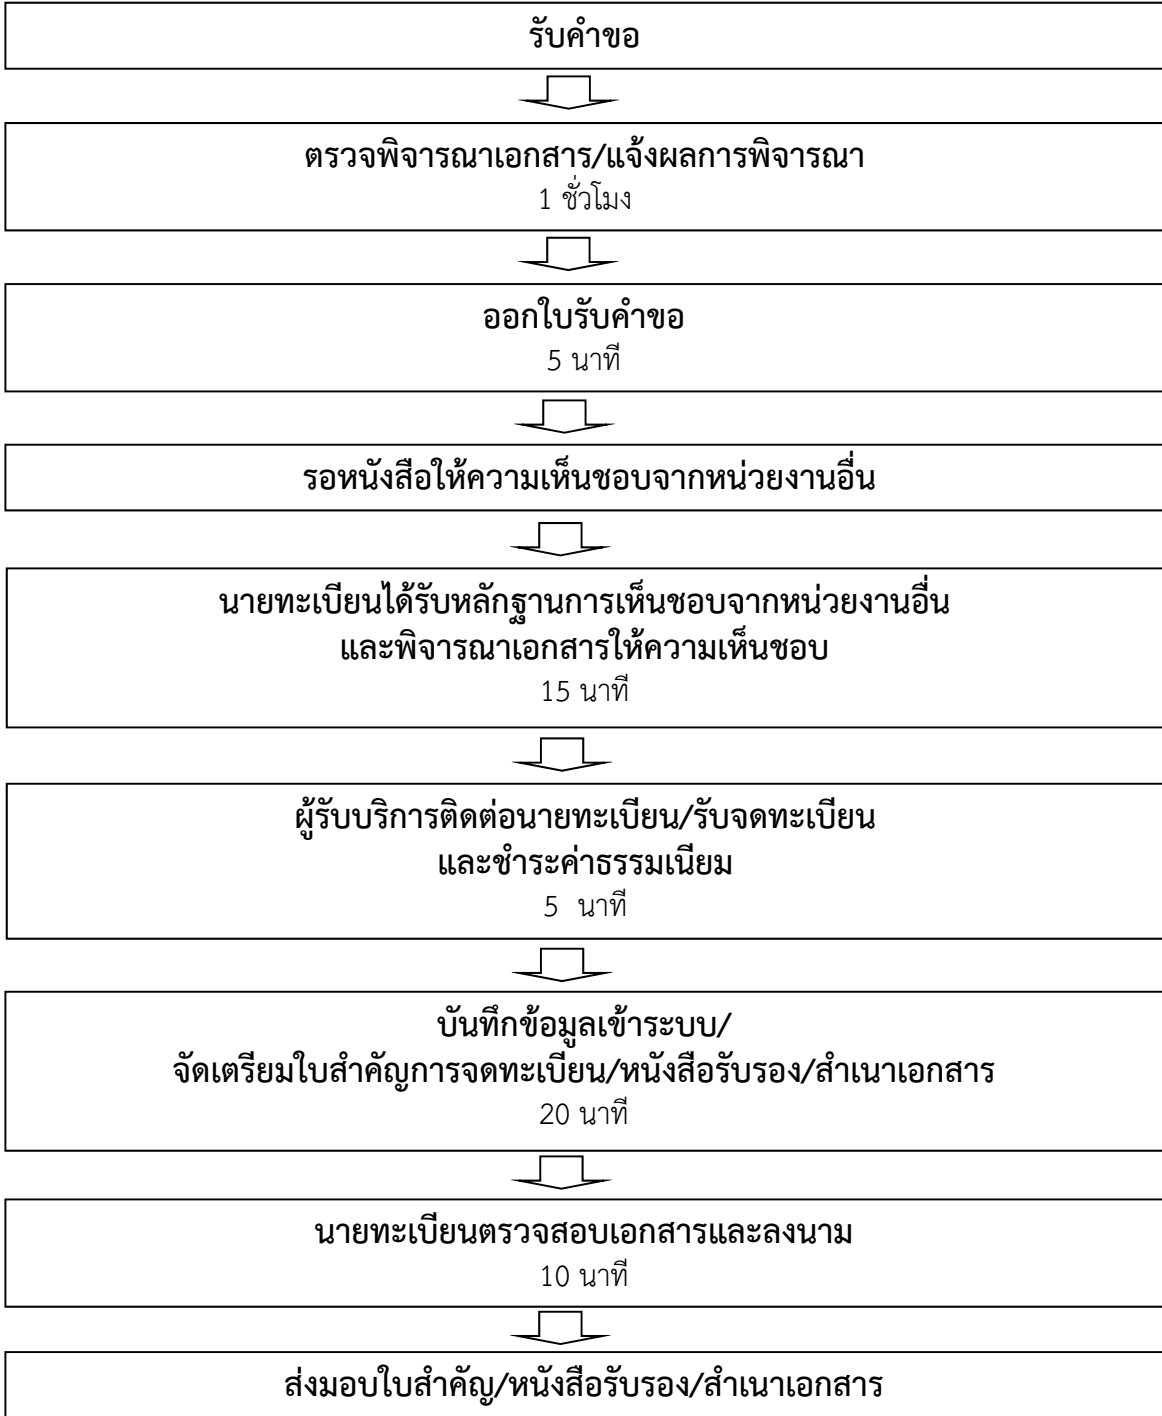 รับคำขอ
ตรวจพิจารณาเอกสาร/แจ้งผลการพิจารณา
1 ชั่วโมง
ออกใบรับคำขอ
5 นาที
รอหนังสือให้ความเห็นชอบจากหน่วยงานอื่น
นายทะเบียนได้รับหลักฐานการเห็นชอบจากหน่วยงานอื่น
และพิจารณาเอกสารให้ความเห็นชอบ
15 นาที
ผู้รับบริการติดต่อนายทะเบียน/รับจดทะเบียน
และชำระค่าธรรมเนียม
5 นาที
บันทึกข้อมูลเข้าระบบ/
จัดเตรียมใบสำคัญการจดทะเบียน/หนังสือรับรอง/สำเนาเอกสาร
20 นาที
นายทะเบียนตรวจสอบเอกสารและลงนาม
10 นาที
ส่งมอบใบสำคัญ/หนังสือรับรอง/สำเนาเอกสาร